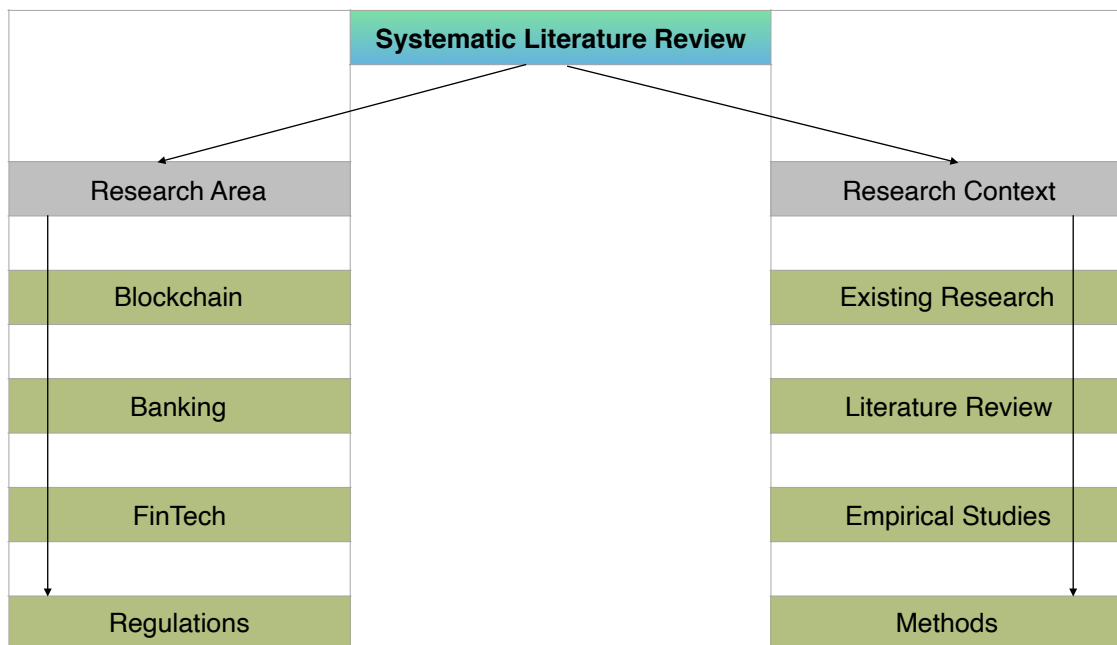 Systematic Literature Review
Research Area
Research Context
Blockchain
Existing Research
Banking
Literature Review
FinTech
Empirical Studies
Regulations
Methods